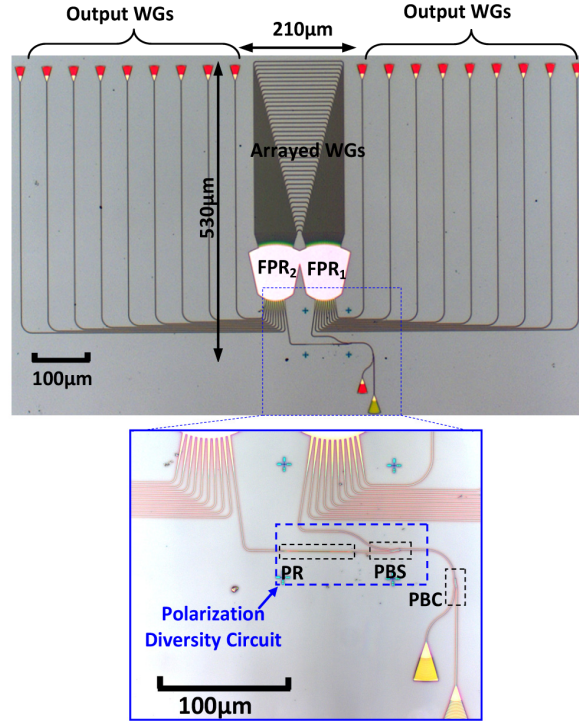 Output WGs
210μm
Output WGs
Arrayed WGs
530μm
FPR2
FPR1
100μm
PR
PBS
PBC
Polarization
Diversity Circuit
100μm